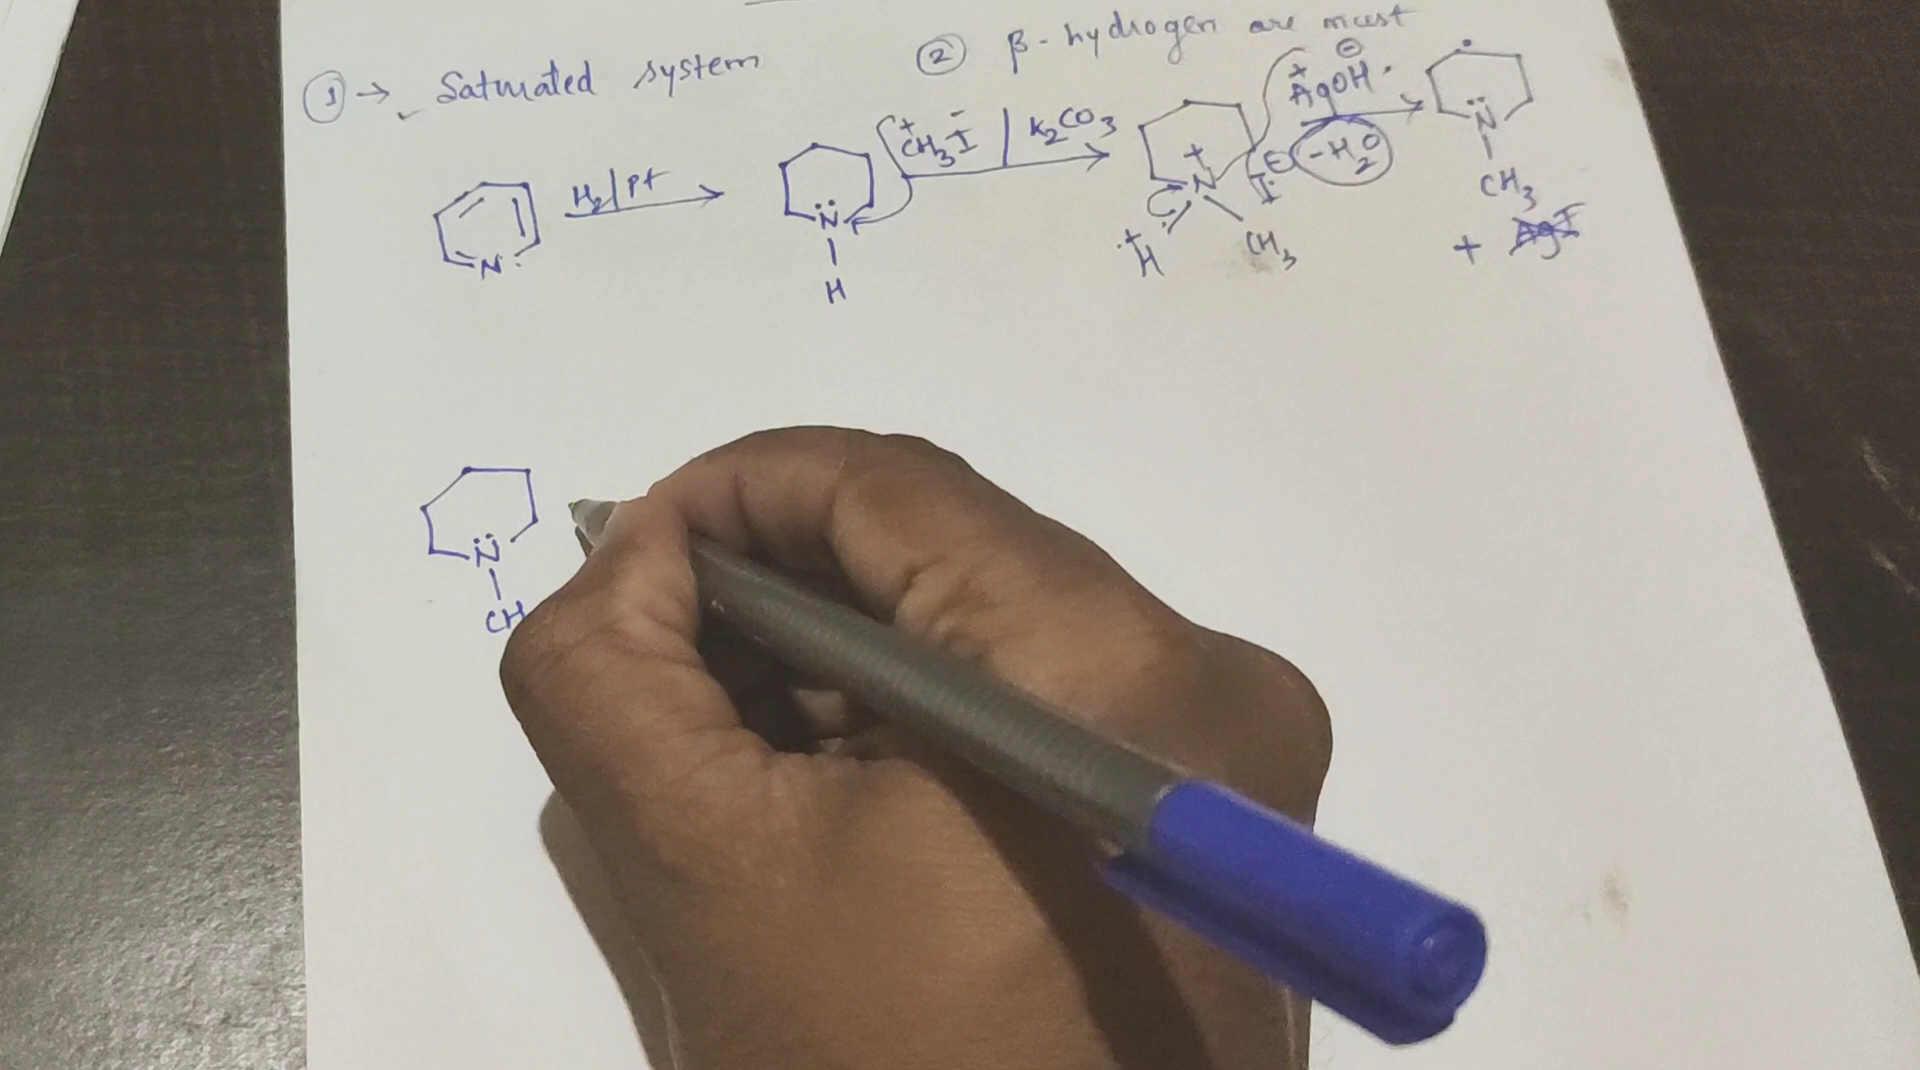 ① → Saturated system ② β-hydrogen are must
H₂/Pt
N:
N̈
H
⁺CH₃I⁻ / K₂CO₃
⁺N
⁺H
CH₃
I⊖
⁺AgOH⊖
-H₂O
N̈
CH₃
+ AgI
N̈
CH